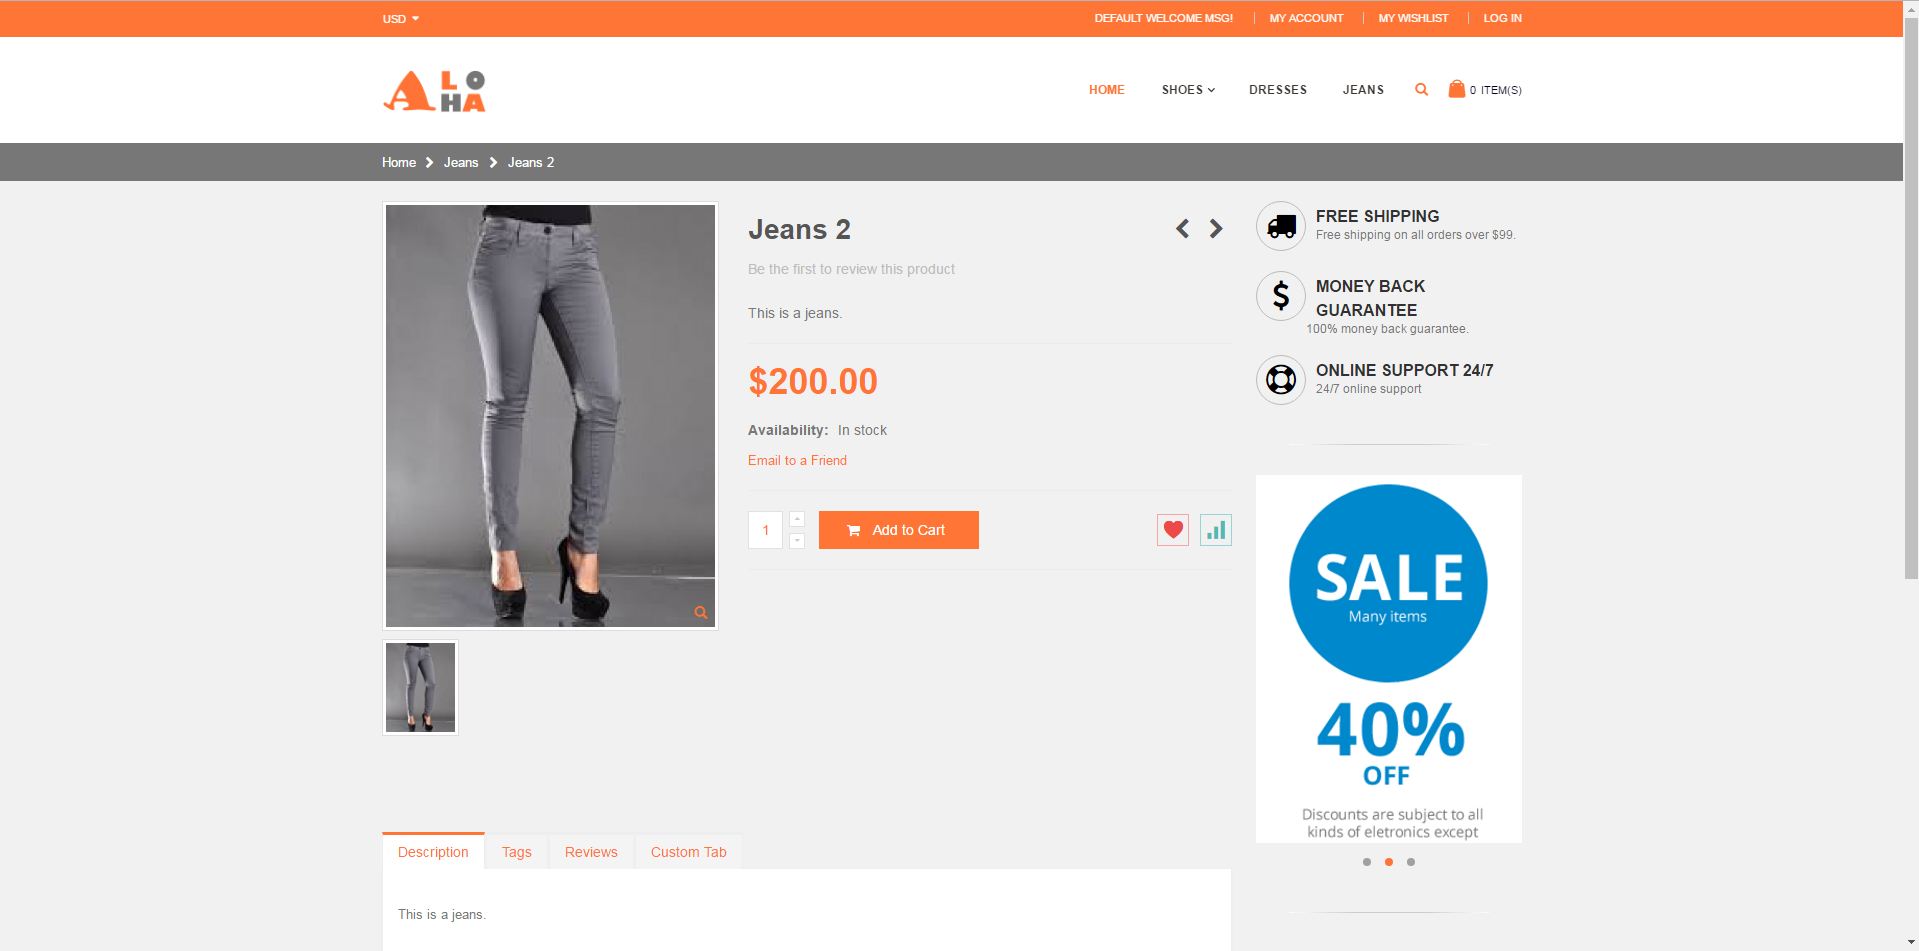 USD
DEFAULT WELCOME MSG!
MY ACCOUNT
MY WISHLIST
LOG IN
ALOHA
HOME
SHOES
DRESSES
JEANS
0 ITEM(S)
Home
Jeans
Jeans 2
Jeans 2
Be the first to review this product
This is a jeans.
$200.00
Availability: In stock
Email to a Friend
1
Add to Cart
FREE SHIPPING
Free shipping on all orders over $99.
MONEY BACK
GUARANTEE
100% money back guarantee.
ONLINE SUPPORT 24/7
24/7 online support
SALE
Many items
40%
OFF
Discounts are subject to all
kinds of eletronics except
Description
Tags
Reviews
Custom Tab
This is a jeans.